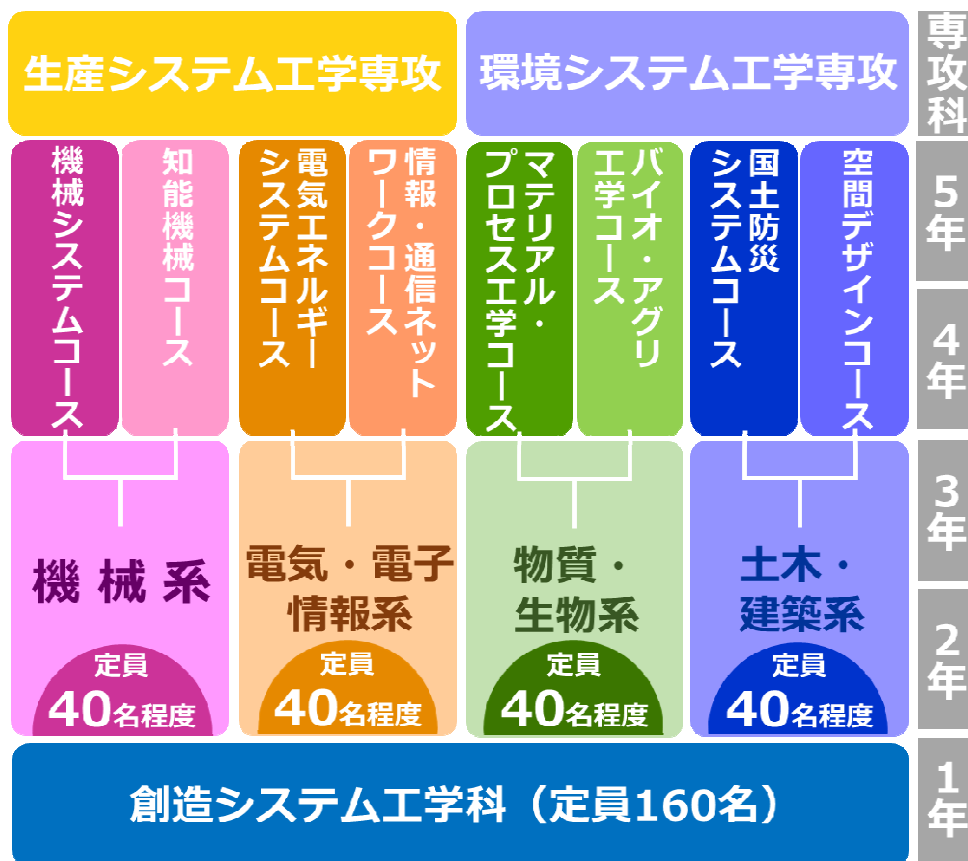 生産システム工学専攻
環境システム工学専攻
専攻科
機械システムコース
知能機械コース
電気エネルギー
システムコース
情報・通信ネット
ワークコース
マテリアル・
プロセス工学コース
バイオ・アグリ
工学コース
国土防災
システムコース
空間デザインコース
5年
4年
機械系
電気・電子
情報系
物質・
生物系
土木・
建築系
3年
定員
40名程度
定員
40名程度
定員
40名程度
定員
40名程度
2年
創造システム工学科（定員160名）
1年